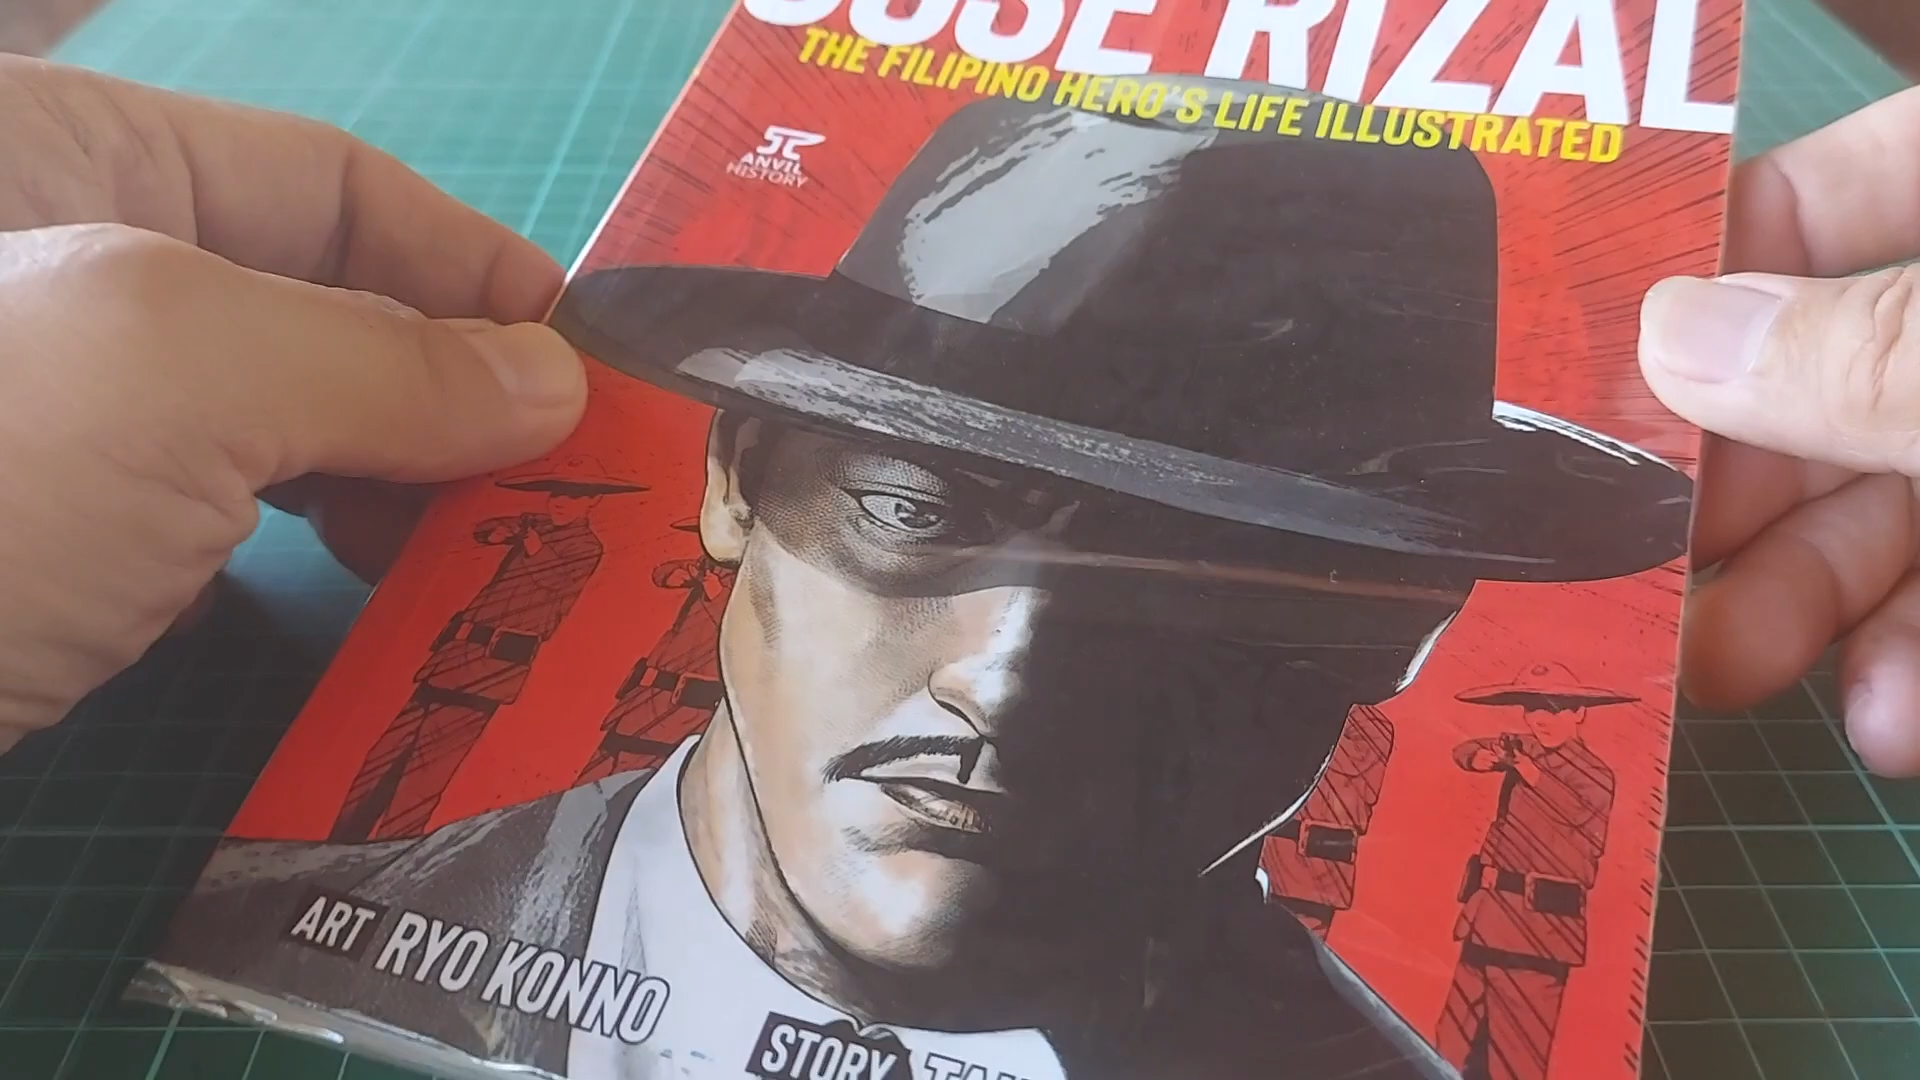 JOSE RIZAL
THE FILIPINO HERO'S LIFE ILLUSTRATED
ANVIL
HISTORY
ART RYO KONNO
STORY